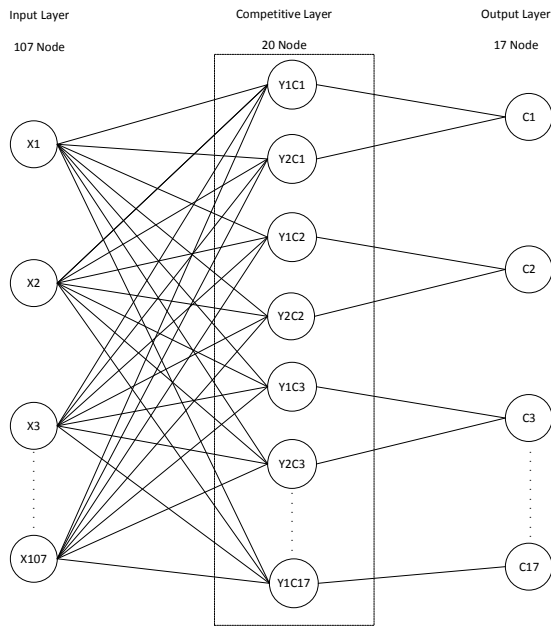 Input Layer
107 Node
Competitive Layer
20 Node
Output Layer
17 Node
X1
X2
X3
X107
Y1C1
Y2C1
Y1C2
Y2C2
Y1C3
Y2C3
Y1C17
C1
C2
C3
C17